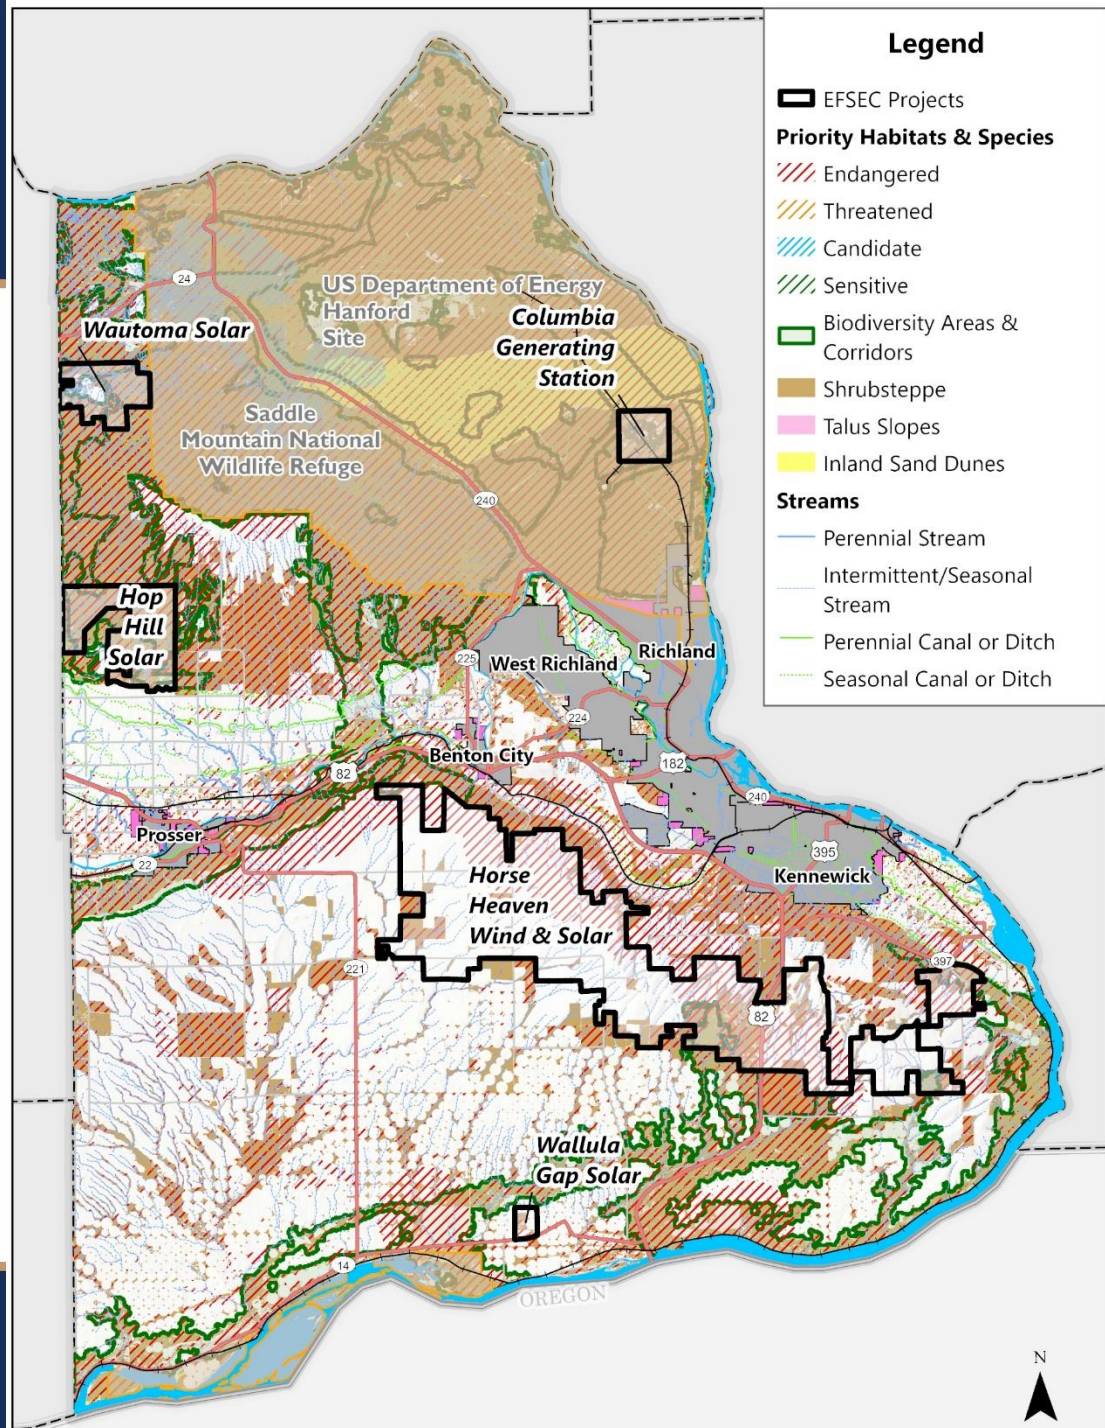 Legend
EFSEC Projects
Priority Habitats & Species
Endangered
Threatened
Candidate
Sensitive
Biodiversity Areas &
Corridors
Shrubsteppe
Talus Slopes
Inland Sand Dunes
Streams
Perennial Stream
Intermittent/Seasonal
Stream
Perennial Canal or Ditch
Seasonal Canal or Ditch
24
US Department of Energy
Hanford
Site
Columbia
Generating
Station
Wautoma Solar
Saddle
Mountain National
Wildlife Refuge
240
Hop
Hill
Solar
225
West Richland
Richland
224
Benton City
182
82
240
Prosser
22
395
Kennewick
Horse
Heaven
Wind & Solar
221
397
82
Wallula
Gap Solar
14
OREGON
N